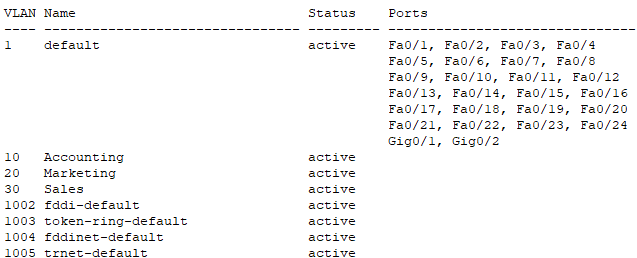 VLAN Name                             Status    Ports
---- -------------------------------- --------- -------------------------------
1    default                          active    Fa0/1, Fa0/2, Fa0/3, Fa0/4
                                                Fa0/5, Fa0/6, Fa0/7, Fa0/8
                                                Fa0/9, Fa0/10, Fa0/11, Fa0/12
                                                Fa0/13, Fa0/14, Fa0/15, Fa0/16
                                                Fa0/17, Fa0/18, Fa0/19, Fa0/20
                                                Fa0/21, Fa0/22, Fa0/23, Fa0/24
                                                Gig0/1, Gig0/2
10   Accounting                       active
20   Marketing                        active
30   Sales                            active
1002 fddi-default                     active
1003 token-ring-default               active
1004 fddinet-default                  active
1005 trnet-default                    active